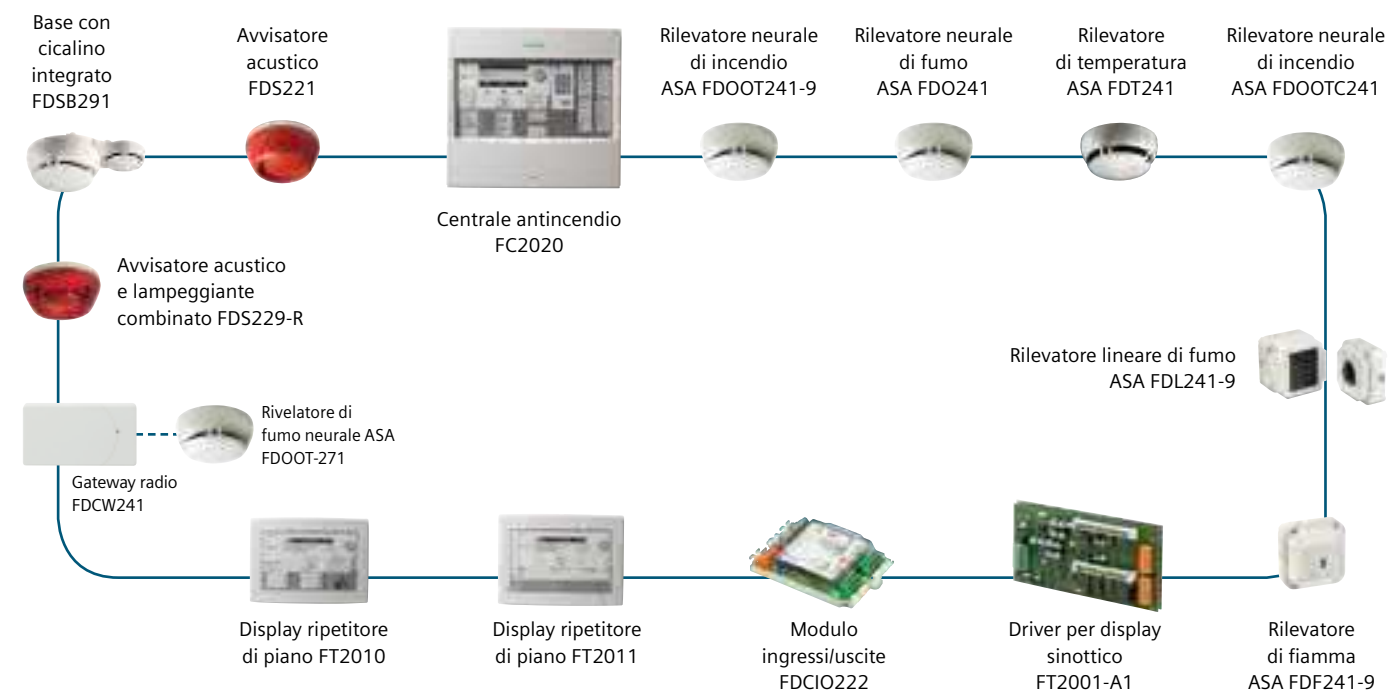 Base con
cicalino
integrato
FDSB291
Avvisatore
acustico
FDS221
Centrale antincendio
FC2020
Rilevatore neurale
di incendio
ASA FDOOT241-9
Rilevatore neurale
di fumo
ASA FDO241
Rilevatore
di temperatura
ASA FDT241
Rilevatore neurale
di incendio
ASA FDOOTC241
Avvisatore acustico
e lampeggiante
combinato FDS229-R
Rilevatore lineare di fumo
ASA FDL241-9
Rivelatore di
fumo neurale ASA
FDOOT-271
Gateway radio
FDCW241
Display ripetitore
di piano FT2010
Display ripetitore
di piano FT2011
Modulo
ingressi/uscite
FDCIO222
Driver per display
sinottico
FT2001-A1
Rilevatore
di fiamma
ASA FDF241-9